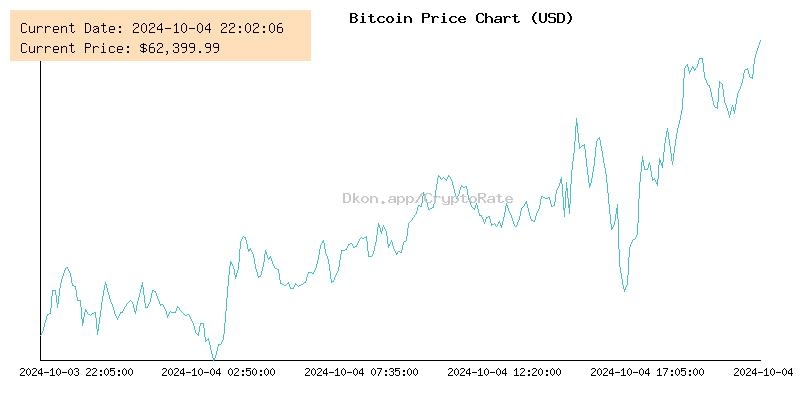 Bitcoin Price Chart (USD)
Current Date: 2024-10-04 22:02:06
Current Price: $62,399.99
Dkon.app/CryptoRate
2024-10-03 22:05:00
2024-10-04 02:50:00
2024-10-04 07:35:00
2024-10-04 12:20:00
2024-10-04 17:05:00
2024-10-04